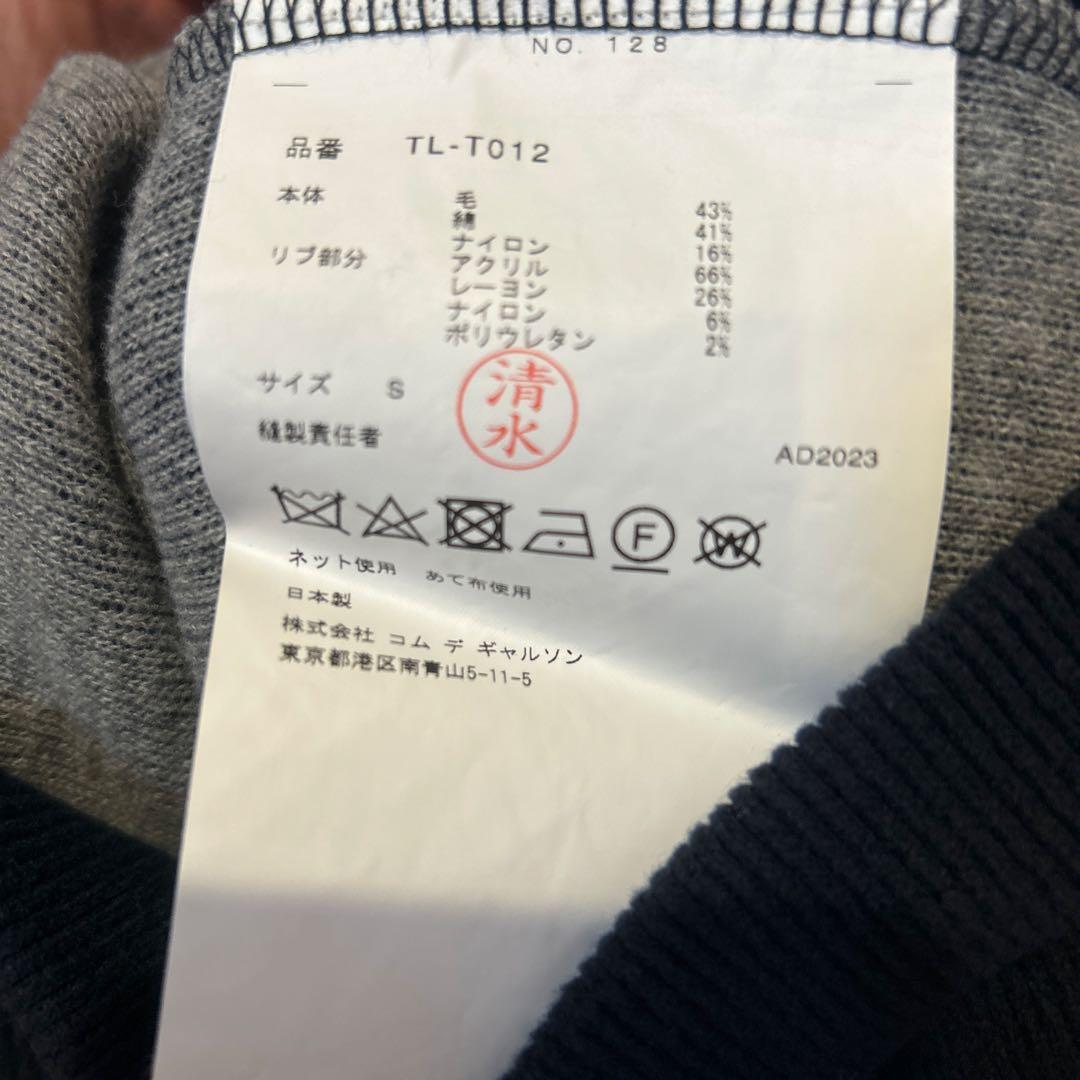 NO. 128
品番 TL-T012
本体 毛 43%
綿 41%
ナイロン 16%
リブ部分 アクリル 66%
レーヨン 26%
ナイロン 6%
ポリウレタン 2%
サイズ S
清水
縫製責任者
AD2023
F W
ネット使用 あて布使用
日本製
株式会社 コム デ ギャルソン
東京都港区南青山5-11-5